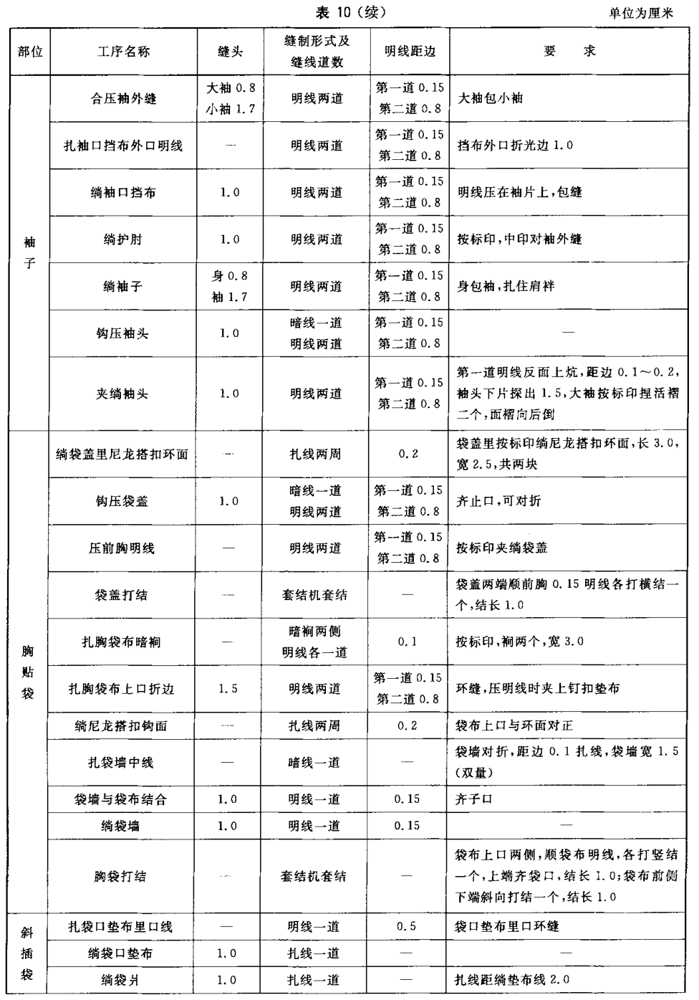 表 10（续）
单位为厘米
部位 工序名称 缝头 缝制形式及缝线道数 明线距边 要 求
袖子
合压袖外缝 大袖 0.8 小袖 1.7 明线两道 第一道 0.15 第二道 0.8 大袖包小袖
扎袖口挡布外口明线 — 明线两道 第一道 0.15 第二道 0.8 挡布外口折光边 1.0
绱袖口挡布 1.0 明线两道 第一道 0.15 第二道 0.8 明线压在袖片上,包缝
绱护肘 1.0 明线两道 第一道 0.15 第二道 0.8 按标印,中印对袖外缝
绱袖子 身 0.8 袖 1.7 明线两道 第一道 0.15 第二道 0.8 身包袖,扎住肩袢
钩压袖头 1.0 暗线一道 明线两道 第一道 0.15 第二道 0.8 —
夹绱袖头 1.0 明线两道 第一道 0.15 第二道 0.8 第一道明线反面上炕,距边 0.1～0.2,
袖头下片探出 1.5,大袖按标印捏活褶
二个,面褶向后倒
胸贴袋
绱袋盖里尼龙搭扣环面 — 扎线两周 0.2 袋盖里按标印绱尼龙搭扣环面,长 3.0,
宽 2.5,共两块
钩压袋盖 1.0 暗线一道 明线两道 第一道 0.15 第二道 0.8 齐止口,可对折
压前胸明线 — 明线两道 第一道 0.15 第二道 0.8 按标印夹绱袋盖
袋盖打结 — 套结机套结 — 袋盖两端顺前胸 0.15 明线各打横结一
个,结长 1.0
扎胸袋布暗裥 — 暗裥两侧 明线各一道 0.1 按标印,裥两个,宽 3.0
扎胸袋布上口折边 1.5 明线两道 第一道 0.15 第二道 0.8 环缝,压明线时夹上钉扣垫布
绱尼龙搭扣钩面 — 扎线两周 0.2 袋布上口与环面对正
扎袋墙中线 — 暗线一道 — 袋墙对折,距边 0.1 扎线,袋墙宽 1.5
（双量）
袋墙与袋布结合 1.0 明线一道 0.15 齐子口
绱袋墙 1.0 明线一道 0.15 —
胸袋打结 — 套结机套结 — 袋布上口两侧,顺袋布明线,各打竖结
一个,上端齐袋口,结长 1.0;袋布前侧
下端斜向打结一个,结长 1.0
斜插袋
扎袋口垫布里口线 — 明线一道 0.5 袋口垫布里口环缝
绱袋口垫布 1.0 扎线一道 — —
绱袋片 1.0 扎线一道 — 扎线距绱垫布线 2.0